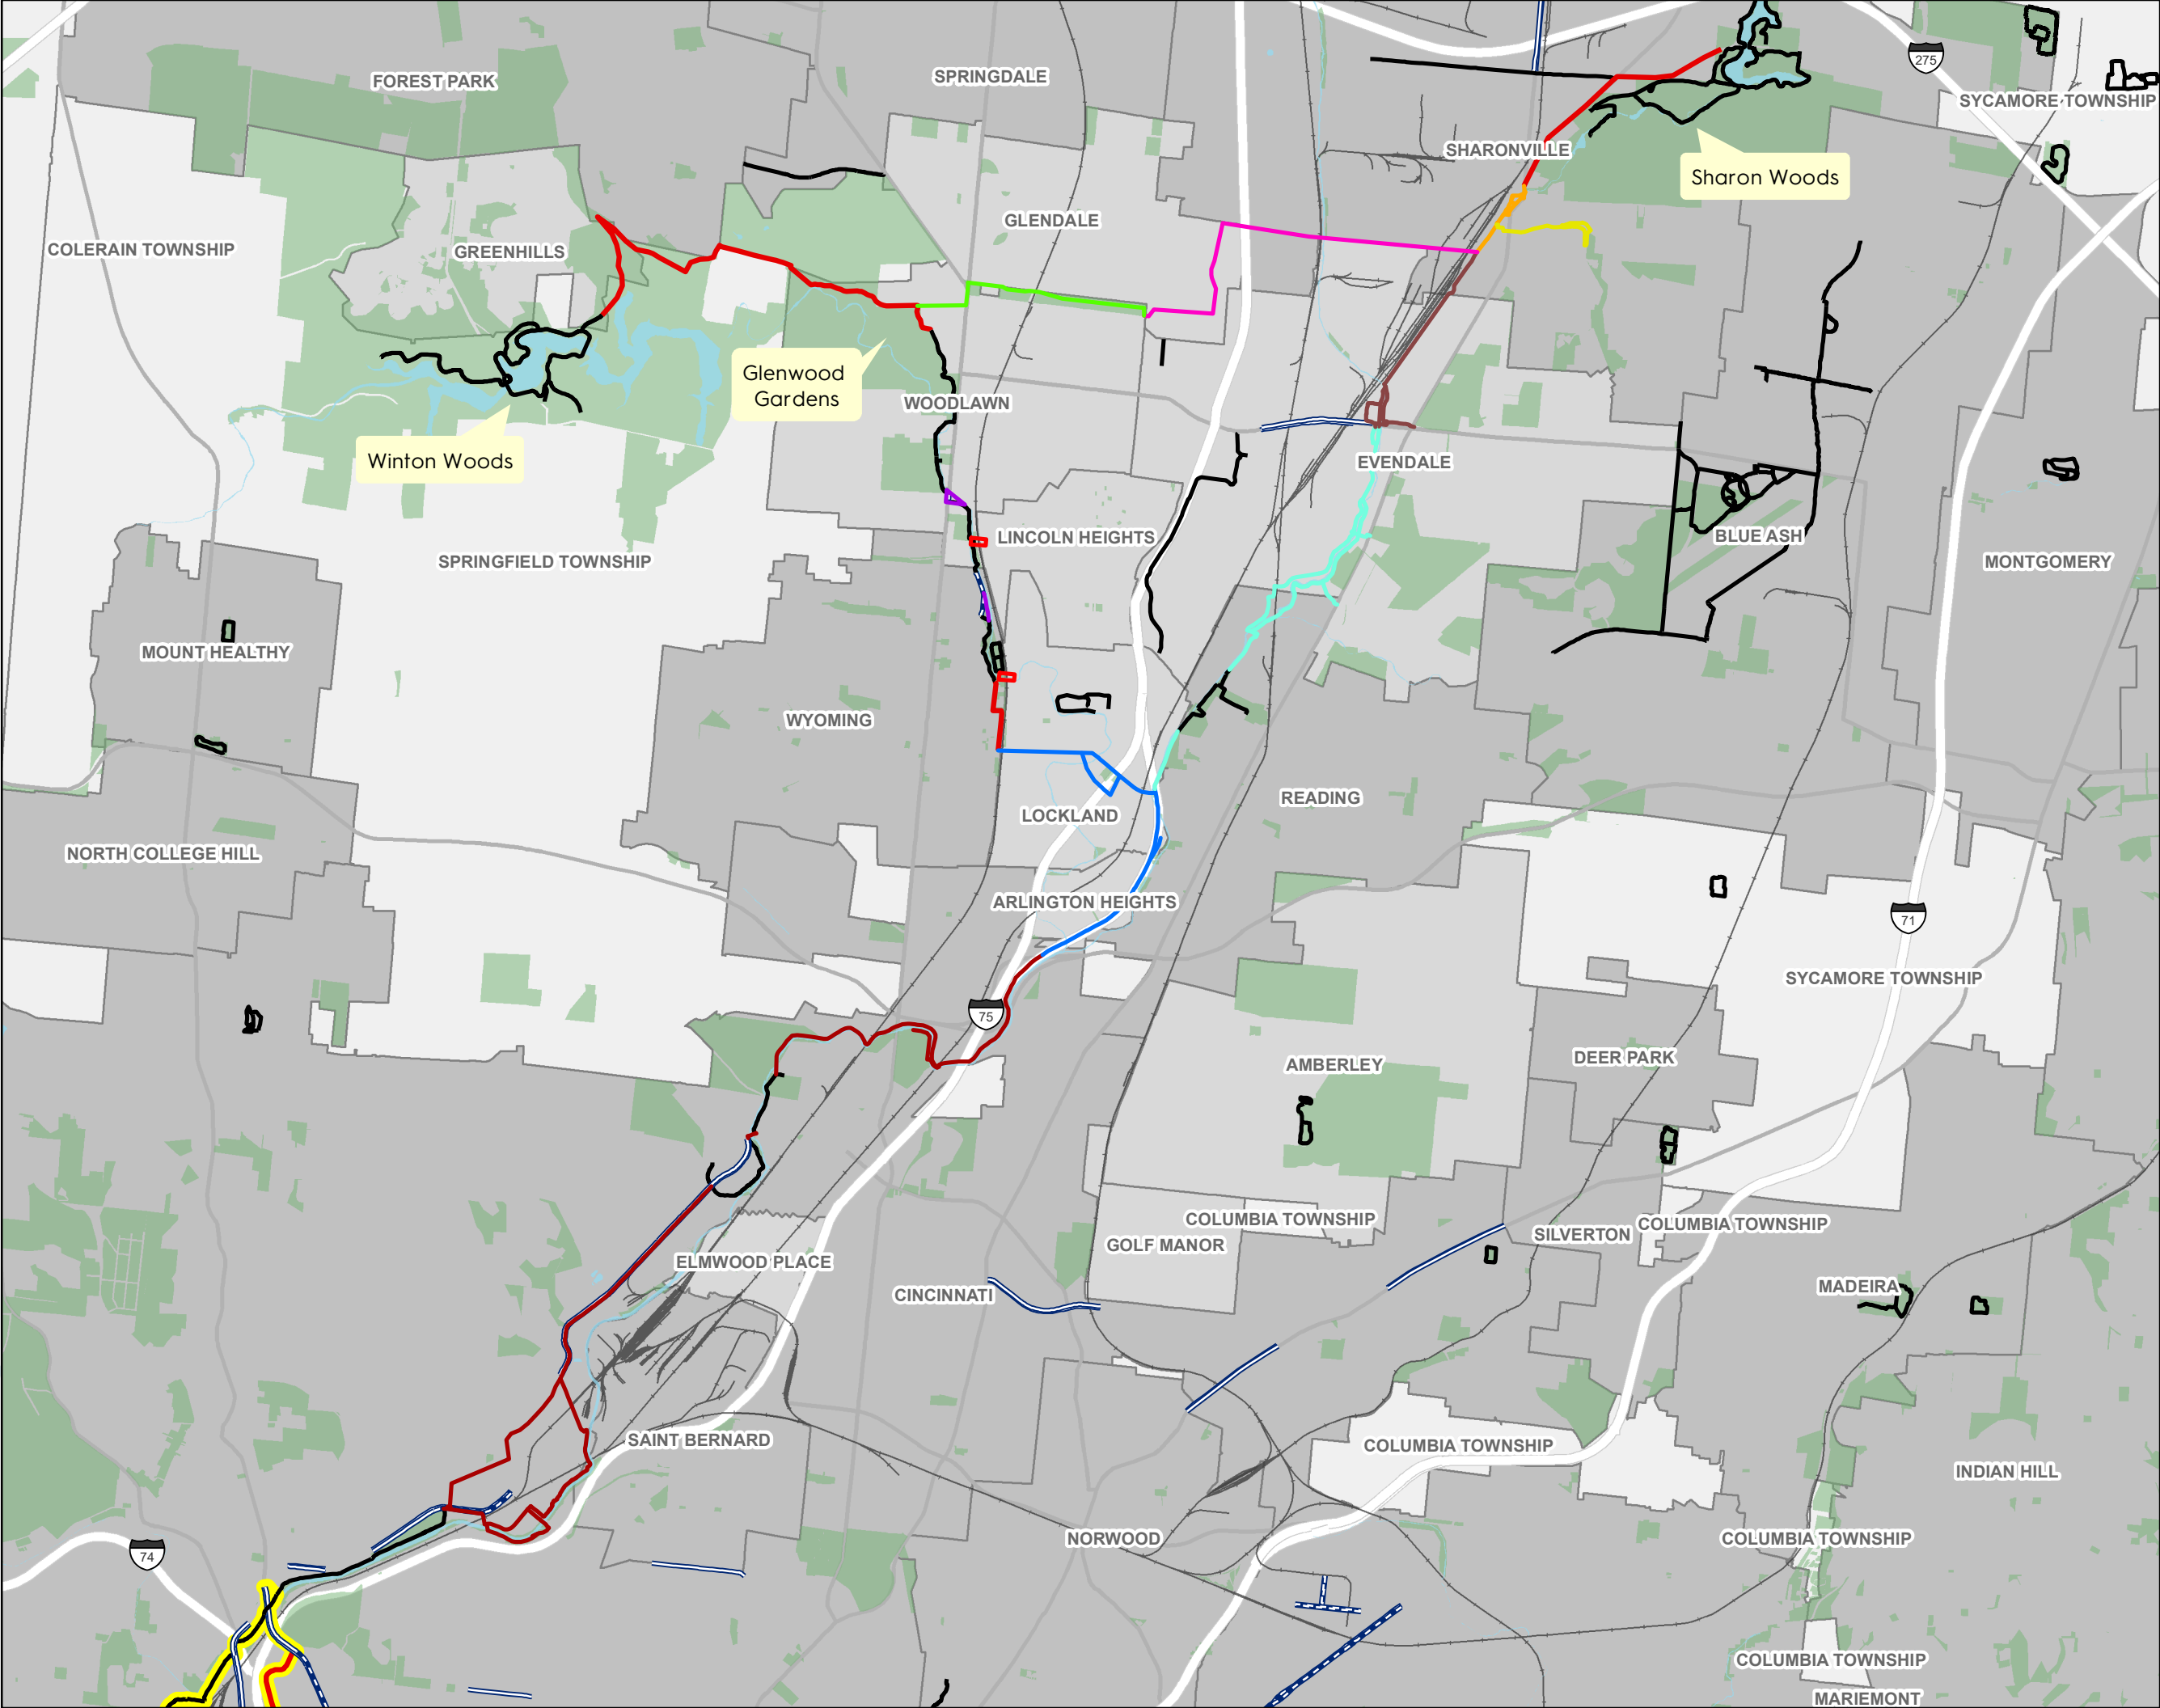 275
SPRINGDALE
FOREST PARK
SYCAMORE TOWNSHIP
SHARONVILLE
Sharon Woods
GLENDALE
COLERAIN TOWNSHIP
GREENHILLS
Glenwood
Gardens
WOODLAWN
Winton Woods
EVENDALE
LINCOLN HEIGHTS
BLUE ASH
SPRINGFIELD TOWNSHIP
MONTGOMERY
MOUNT HEALTHY
WYOMING
READING
LOCKLAND
NORTH COLLEGE HILL
ARLINGTON HEIGHTS
71
SYCAMORE TOWNSHIP
75
DEER PARK
AMBERLEY
COLUMBIA TOWNSHIP
COLUMBIA TOWNSHIP
SILVERTON
GOLF MANOR
ELMWOOD PLACE
MADEIRA
CINCINNATI
SAINT BERNARD
COLUMBIA TOWNSHIP
INDIAN HILL
NORWOOD
COLUMBIA TOWNSHIP
74
COLUMBIA TOWNSHIP
MARIEMONT